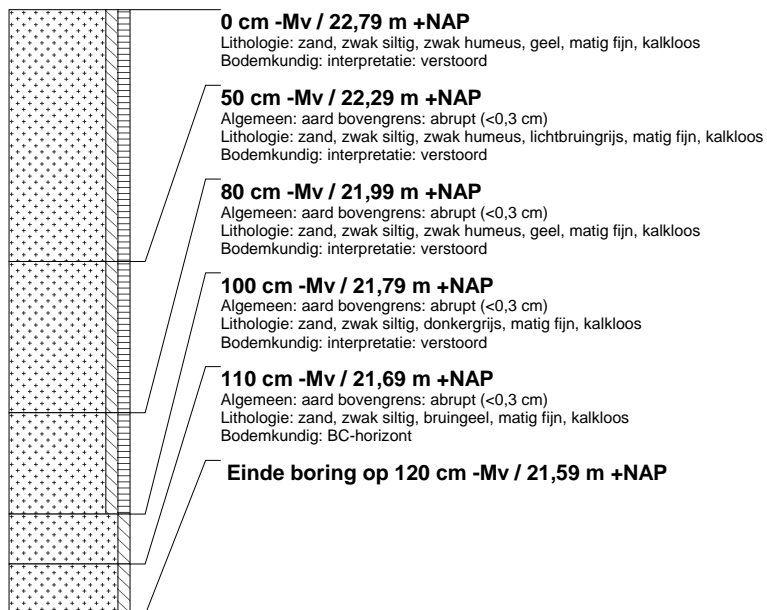 0 cm -Mv / 22,79 m +NAP
Lithologie: zand, zwak siltig, zwak humeus, geel, matig fijn, kalkloos
Bodemkundig: interpretatie: verstoord
50 cm -Mv / 22,29 m +NAP
Algemeen: aard bovengrens: abrupt (<0,3 cm)
Lithologie: zand, zwak siltig, zwak humeus, lichtbruingrijs, matig fijn, kalkloos
Bodemkundig: interpretatie: verstoord
80 cm -Mv / 21,99 m +NAP
Algemeen: aard bovengrens: abrupt (<0,3 cm)
Lithologie: zand, zwak siltig, zwak humeus, geel, matig fijn, kalkloos
Bodemkundig: interpretatie: verstoord
100 cm -Mv / 21,79 m +NAP
Algemeen: aard bovengrens: abrupt (<0,3 cm)
Lithologie: zand, zwak siltig, donkergrijs, matig fijn, kalkloos
Bodemkundig: interpretatie: verstoord
110 cm -Mv / 21,69 m +NAP
Algemeen: aard bovengrens: abrupt (<0,3 cm)
Lithologie: zand, zwak siltig, bruingeel, matig fijn, kalkloos
Bodemkundig: BC-horizont
Einde boring op 120 cm -Mv / 21,59 m +NAP